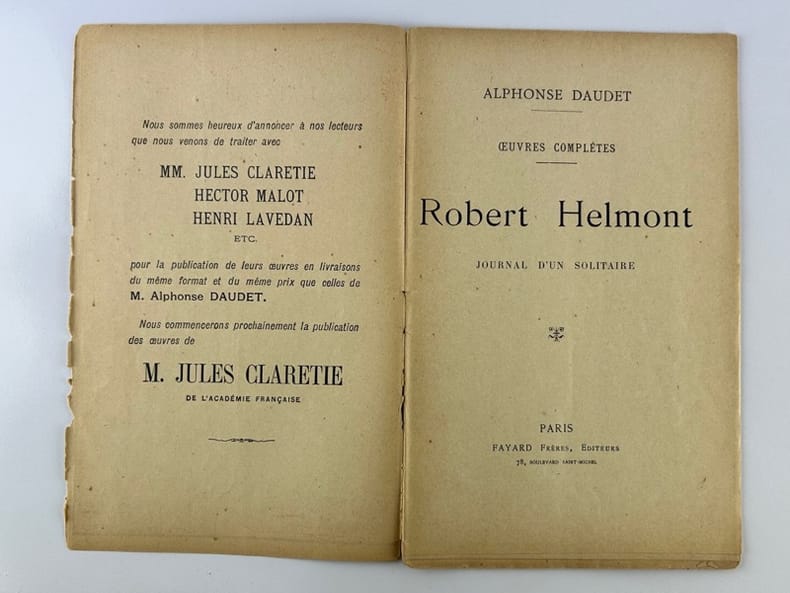 Nous sommes heureux d'annoncer à nos lecteurs
que nous venons de traiter avec
MM. JULES CLARETIE
HECTOR MALOT
HENRI LAVEDAN
ETC.
pour la publication de leurs œuvres en livraisons
du même format et du même prix que celles de
M. Alphonse DAUDET.
Nous commencerons prochainement la publication
des œuvres de
M. JULES CLARETIE
DE L'ACADÉMIE FRANÇAISE
ALPHONSE DAUDET
ŒUVRES COMPLÈTES
Robert Helmont
JOURNAL D'UN SOLITAIRE
PARIS
FAYARD FRÈRES, EDITEURS
78, BOULEVARD SAINT-MICHEL